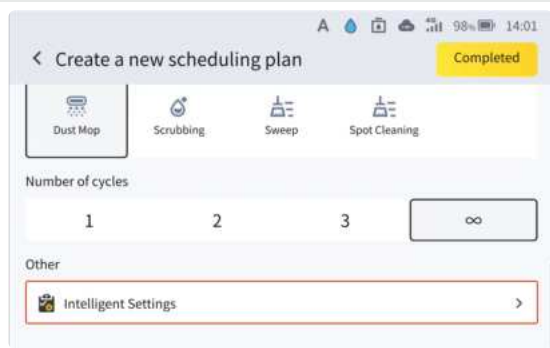 A 4G 98% 14:01
< Create a new scheduling plan Completed
Dust Mop Scrubbing Sweep Spot Cleaning
Number of cycles
1 2 3 ∞
Other
Intelligent Settings >